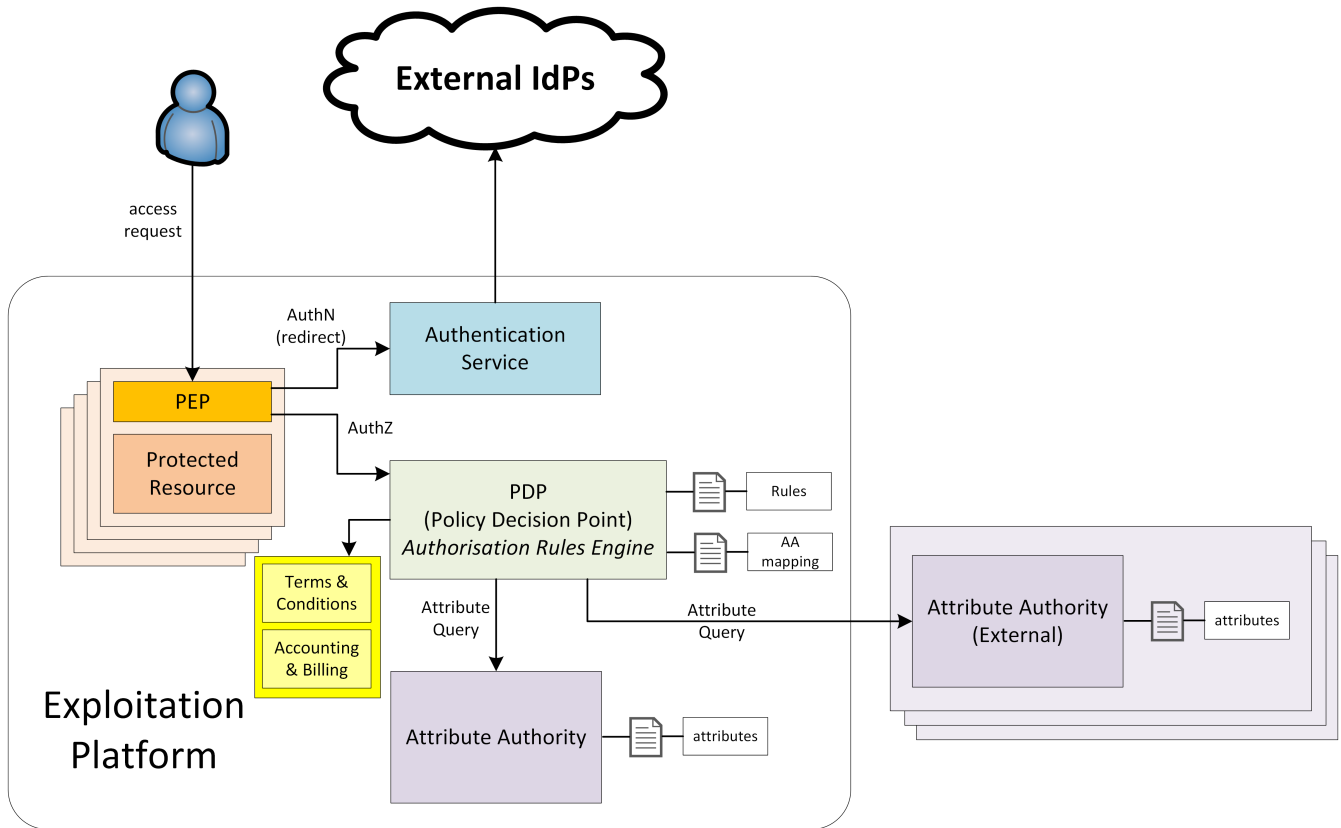 External IdPs
access
request
AuthN
(redirect)
Authentication
Service
PEP
AuthZ
Protected
Resource
PDP
(Policy Decision Point)
Authorisation Rules Engine
Rules
AA
mapping
Terms &
Conditions
Accounting
& Billing
Attribute
Query
Attribute
Query
Attribute Authority
(External)
attributes
Exploitation
Platform
Attribute Authority
attributes